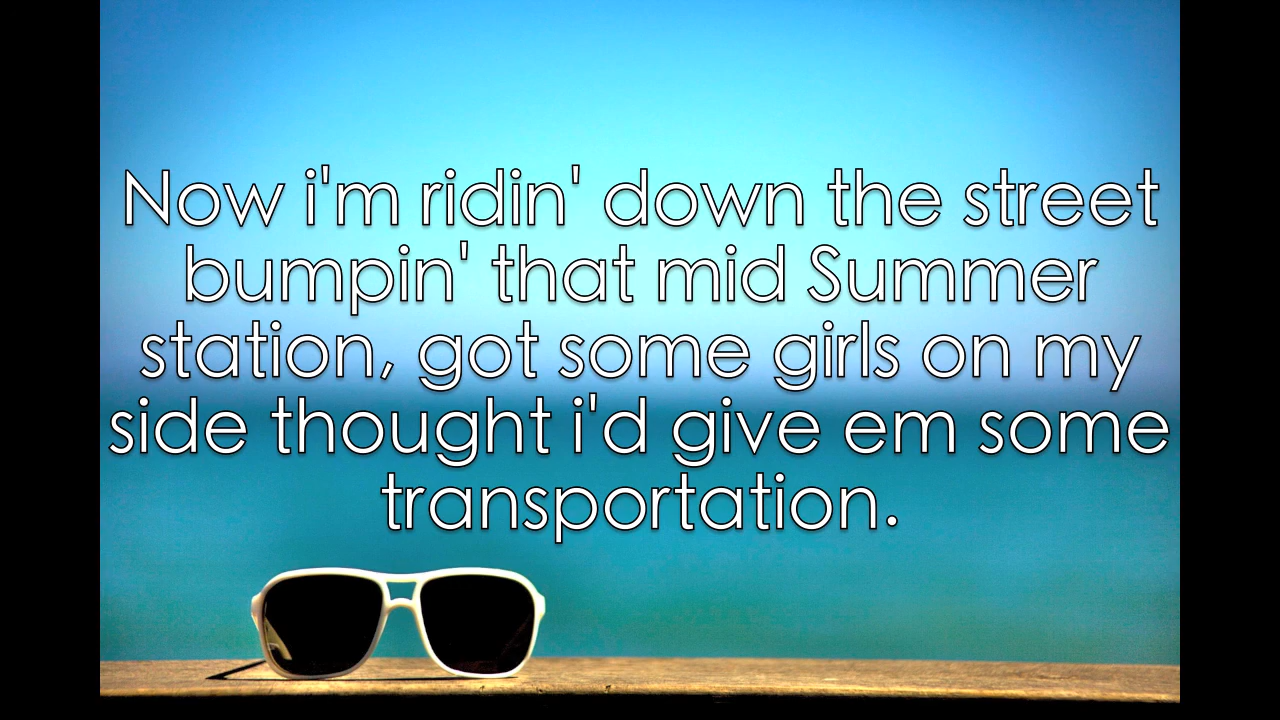 Now i'm ridin' down the street
bumpin' that mid Summer
station, got some girls on my
side thought i'd give em some
transportation.